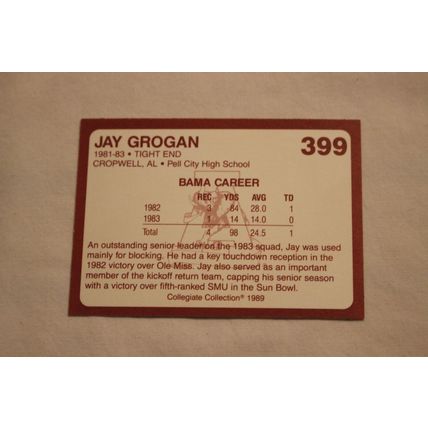 JAY GROGAN 399
1981-83 • TIGHT END
CROPWELL, AL • Pell City High School
BAMA CAREER
REC YDS AVG TD
1982 3 84 28.0 1
1983 1 14 14.0 0
Total 4 98 24.5 1
An outstanding senior leader on the 1983 squad, Jay was used
mainly for blocking. He had a key touchdown reception in the
1982 victory over Ole Miss. Jay also served as an important
member of the kickoff return team, capping his senior season
with a victory over fifth-ranked SMU in the Sun Bowl.
Collegiate Collection® 1989